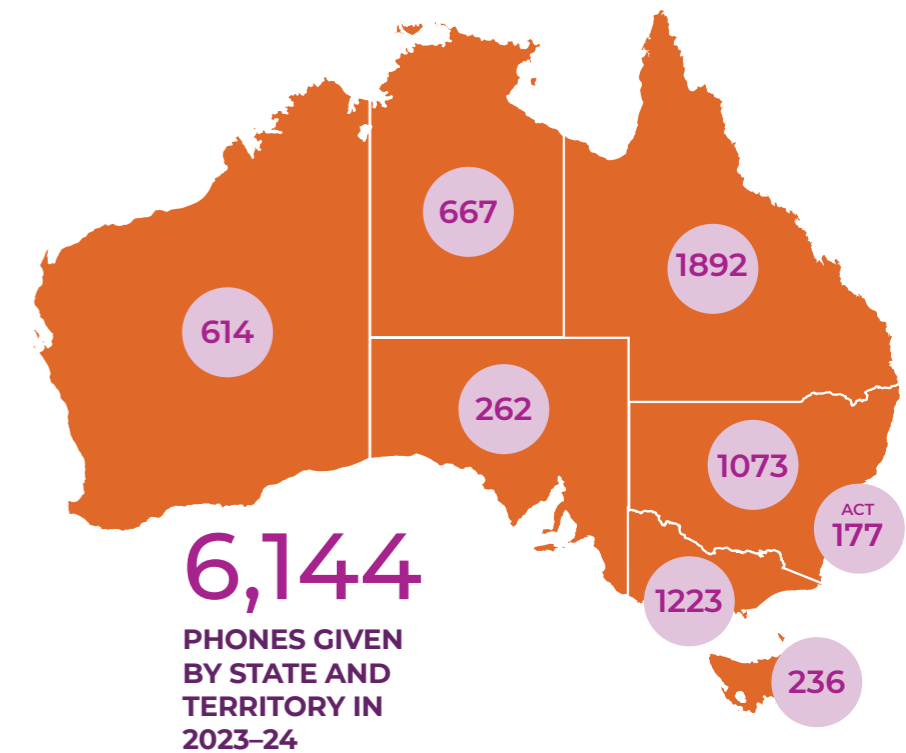 667
1892
614
262
1073
ACT
177
6,144
PHONES GIVEN
BY STATE AND
TERRITORY IN
2023–24
1223
236